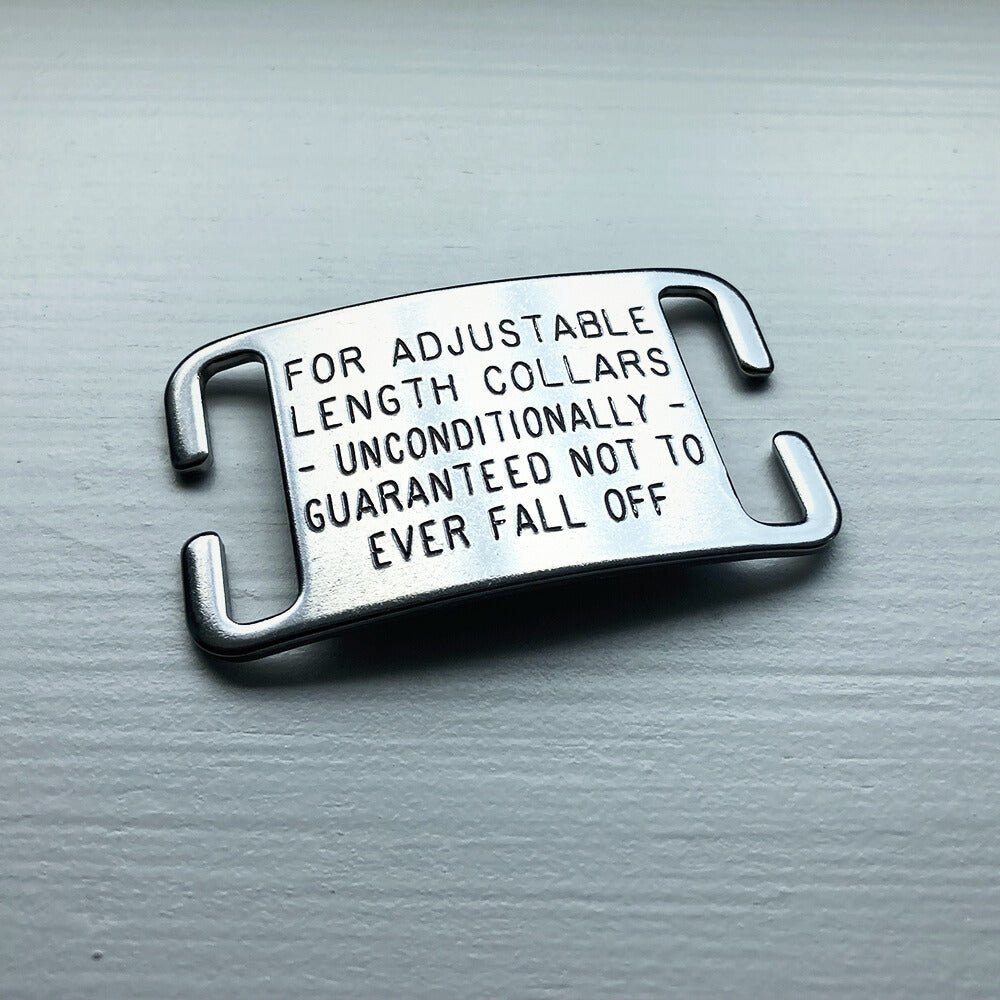 FOR ADJUSTABLE
LENGTH COLLARS
- UNCONDITIONALLY -
GUARANTEED NOT TO
EVER FALL OFF